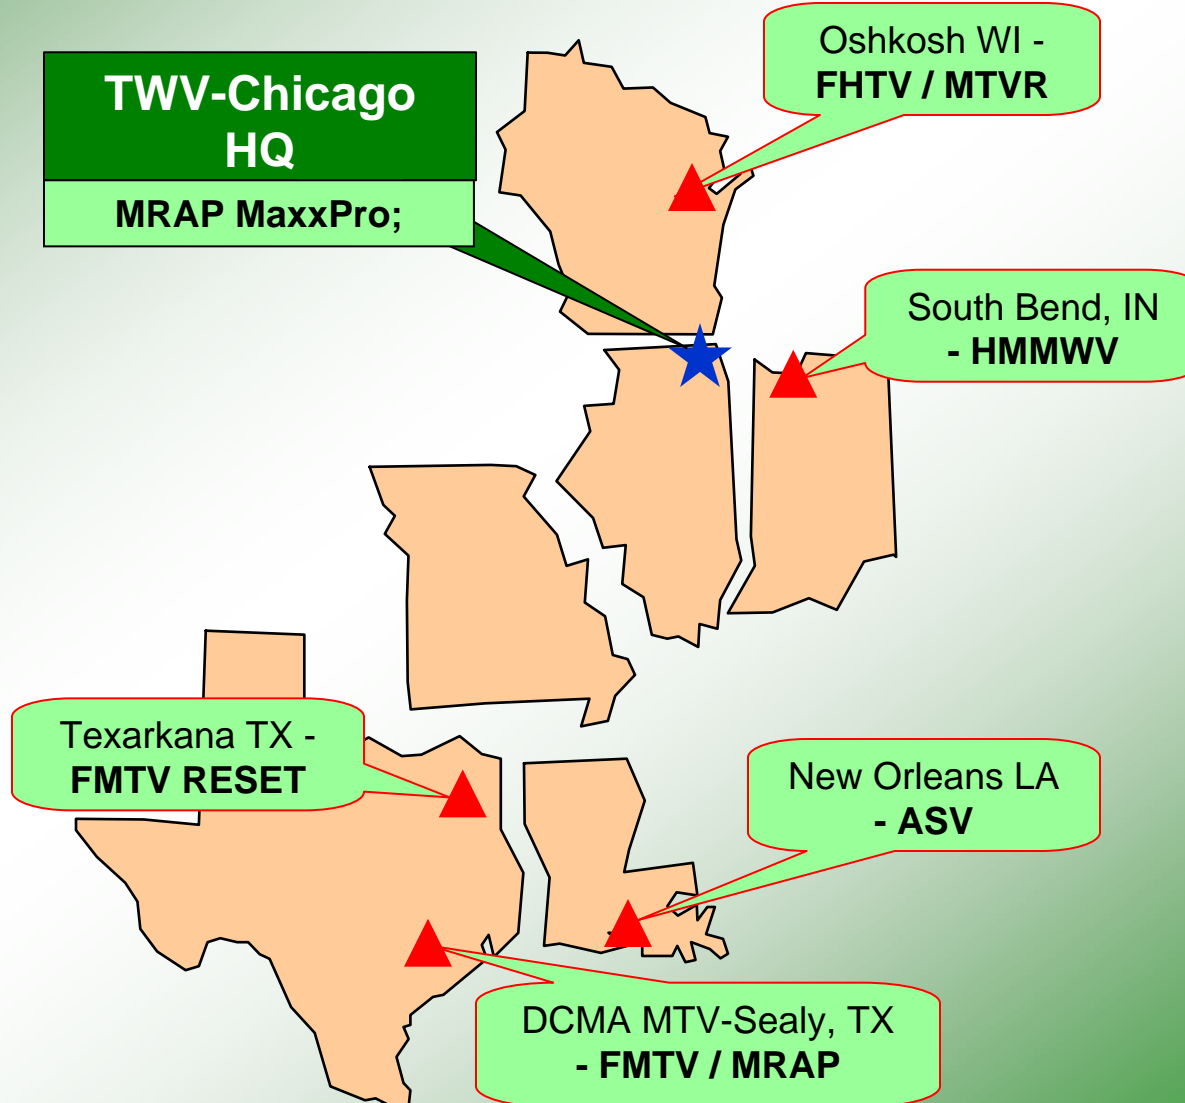 Oshkosh WI -
FHTV / MTVR
TWV-Chicago
HQ
MRAP MaxxPro;
South Bend, IN
- HMMWV
Texarkana TX -
FMTV RESET
New Orleans LA
- ASV
DCMA MTV-Sealy, TX
- FMTV / MRAP